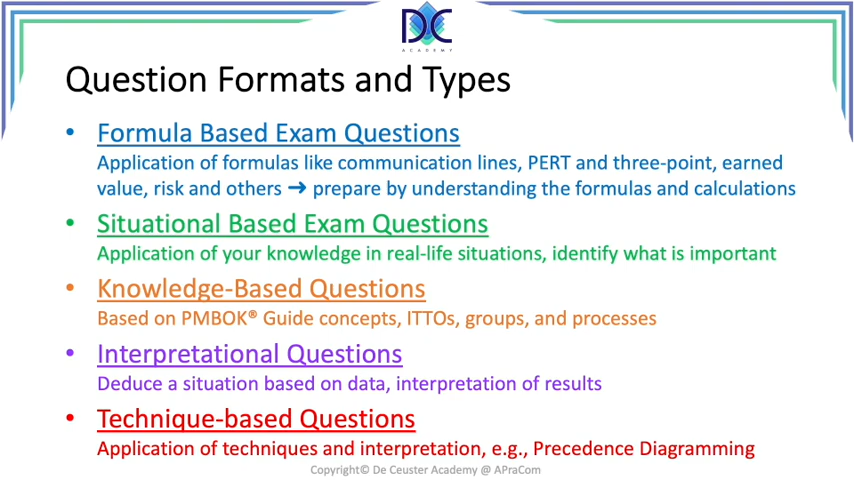 DC
ACADEMY
Question Formats and Types
• Formula Based Exam Questions
Application of formulas like communication lines, PERT and three-point, earned
value, risk and others ➜ prepare by understanding the formulas and calculations
• Situational Based Exam Questions
Application of your knowledge in real-life situations, identify what is important
• Knowledge-Based Questions
Based on PMBOK® Guide concepts, ITTOs, groups, and processes
• Interpretational Questions
Deduce a situation based on data, interpretation of results
• Technique-based Questions
Application of techniques and interpretation, e.g., Precedence Diagramming
Copyright© De Ceuster Academy @ APraCom